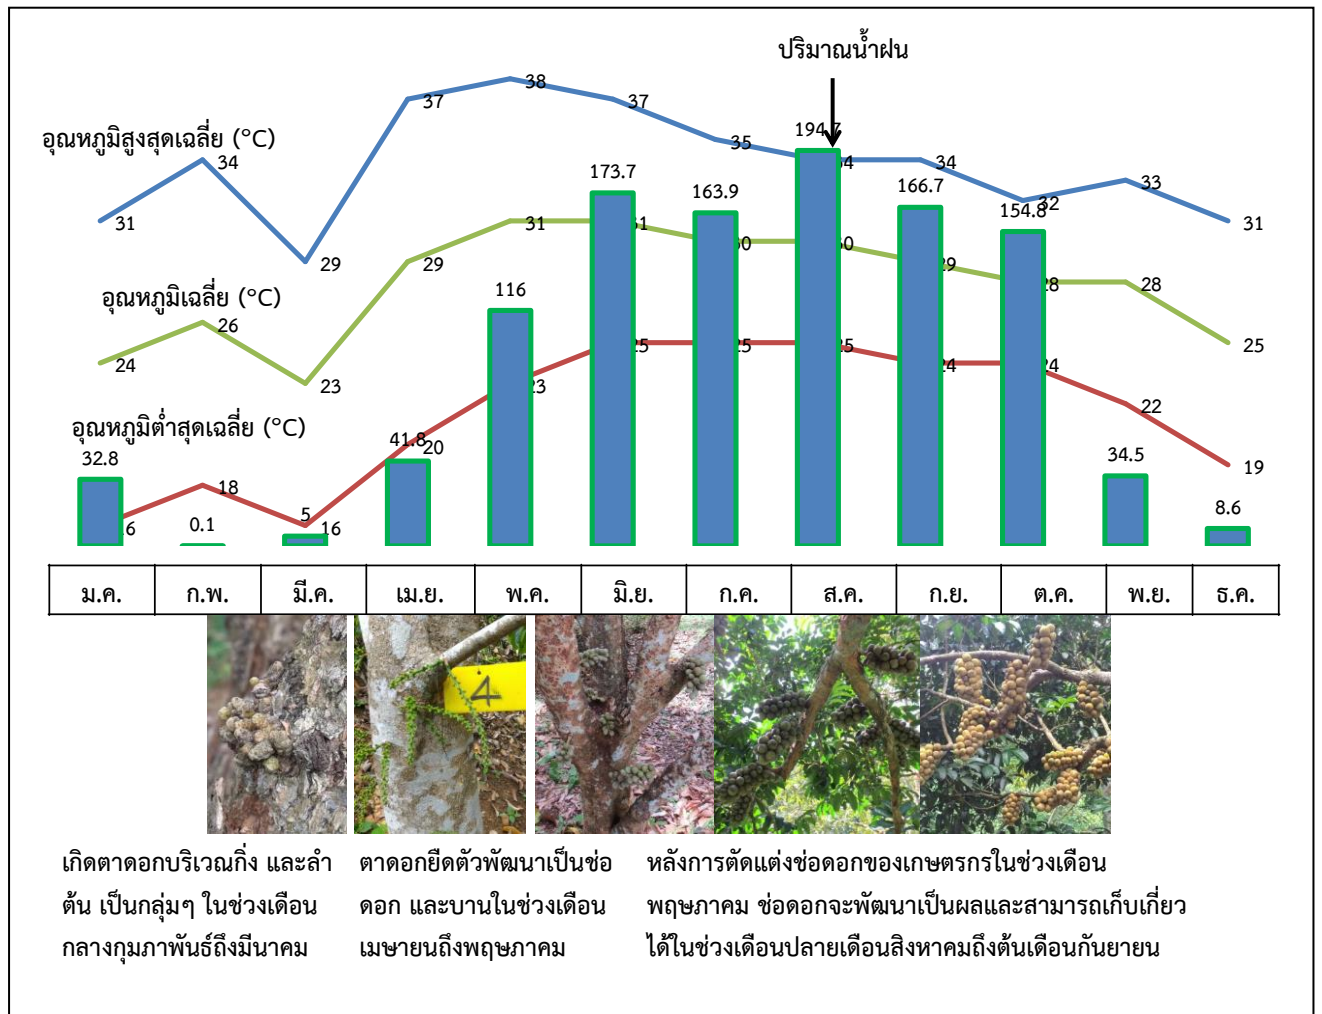 ปริมาณน้ำฝน
อุณหภูมิสูงสุดเฉลี่ย (°C)
31 34 29 37 38 37 35 34 34 32 33 31
อุณหภูมิเฉลี่ย (°C)
24 26 23 29 31 31 30 30 29 28 28 25
อุณหภูมิต่ำสุดเฉลี่ย (°C)
16 18 16 20 23 25 25 25 24 24 22 19
32.8 0.1 5 41.8 116 173.7 163.9 194.7 166.7 154.8 34.5 8.6
ม.ค. ก.พ. มี.ค. เม.ย. พ.ค. มิ.ย. ก.ค. ส.ค. ก.ย. ต.ค. พ.ย. ธ.ค.
4
เกิดตาดอกบริเวณกิ่ง และลำ
ต้น เป็นกลุ่มๆ ในช่วงเดือน
กลางกุมภาพันธ์ถึงมีนาคม
ตาดอกยืดตัวพัฒนาเป็นช่อ
ดอก และบานในช่วงเดือน
เมษายนถึงพฤษภาคม
หลังการตัดแต่งช่อดอกของเกษตรกรในช่วงเดือน
พฤษภาคม ช่อดอกจะพัฒนาเป็นผลและสามารถเก็บเกี่ยว
ได้ในช่วงเดือนปลายเดือนสิงหาคมถึงต้นเดือนกันยายน